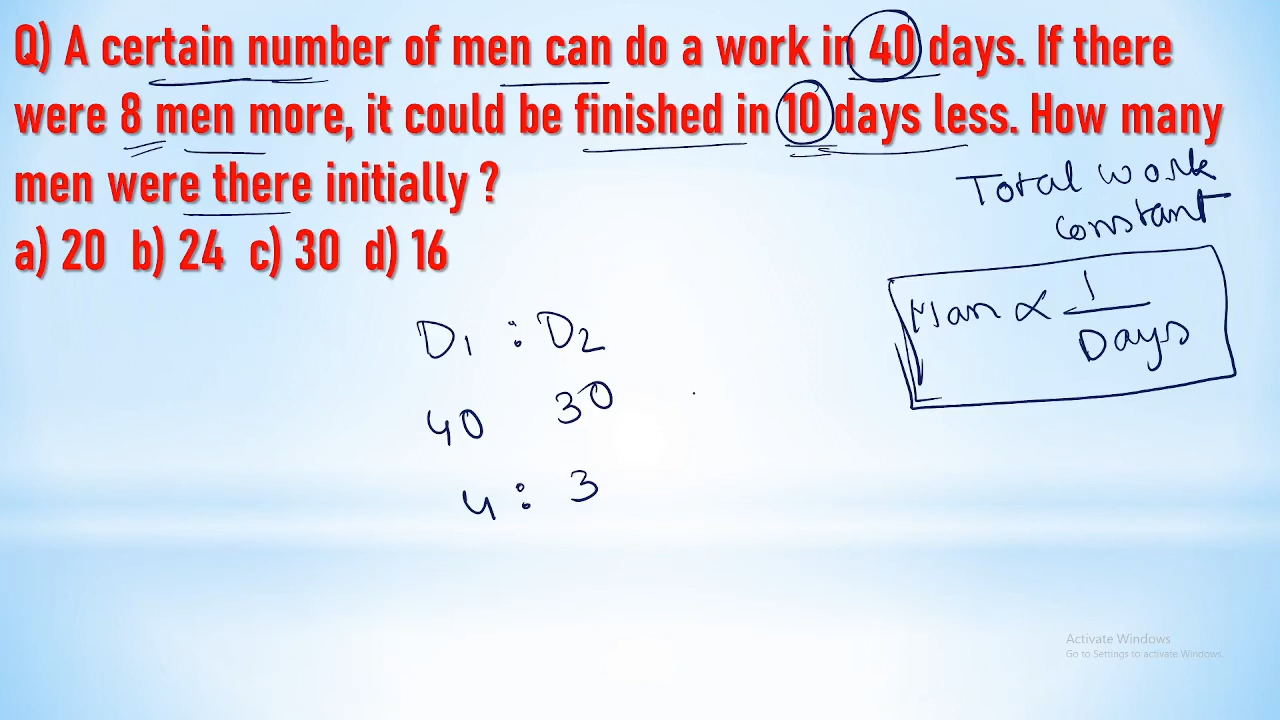 Q) A certain number of men can do a work in 40 days. If there
were 8 men more, it could be finished in 10 days less. How many
men were there initially ?
a) 20 b) 24 c) 30 d) 16
Total work
constant
Man ∝ 1/Days
D₁ : D₂
40 30
4 : 3
Activate Windows
Go to Settings to activate Windows.